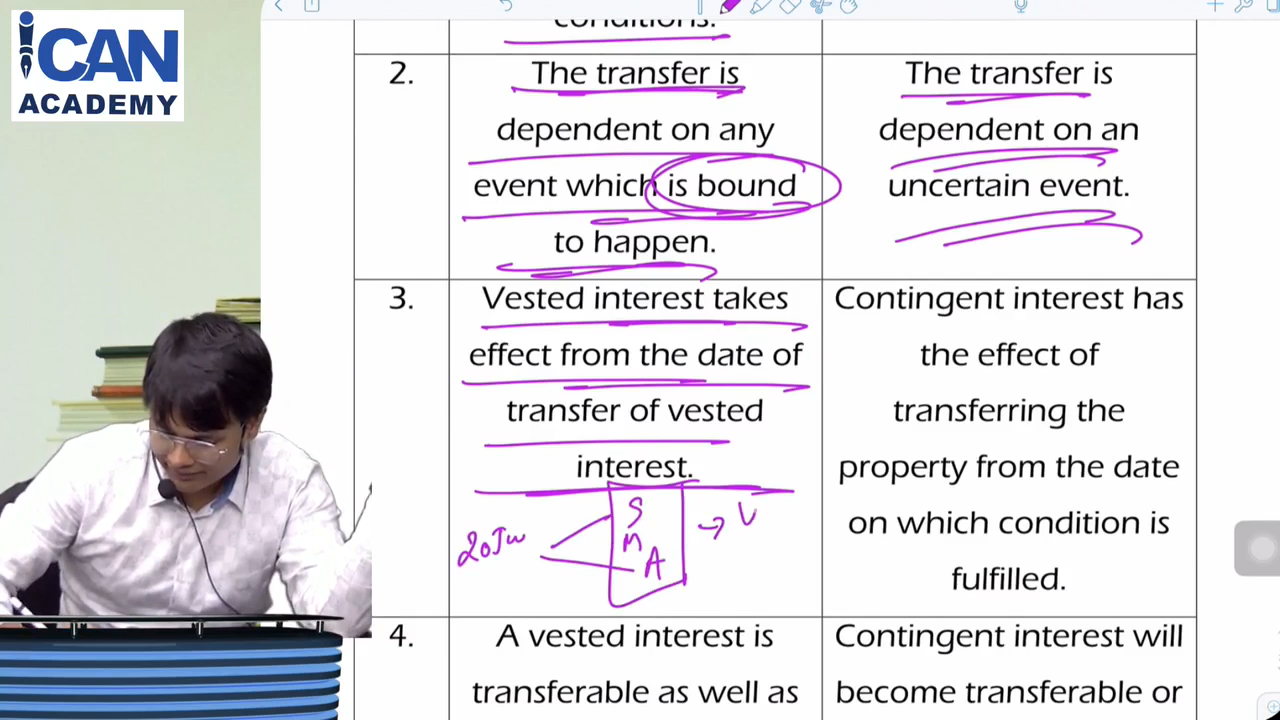 iCAN
ACADEMY
conditions.
2.
The transfer is
dependent on any
event which is bound
to happen.
The transfer is
dependent on an
uncertain event.
3.
Vested interest takes
effect from the date of
transfer of vested
interest.
S
M
A
→ V
Contingent interest has
the effect of
transferring the
property from the date
on which condition is
fulfilled.
4.
A vested interest is
transferable as well as
Contingent interest will
become transferable or